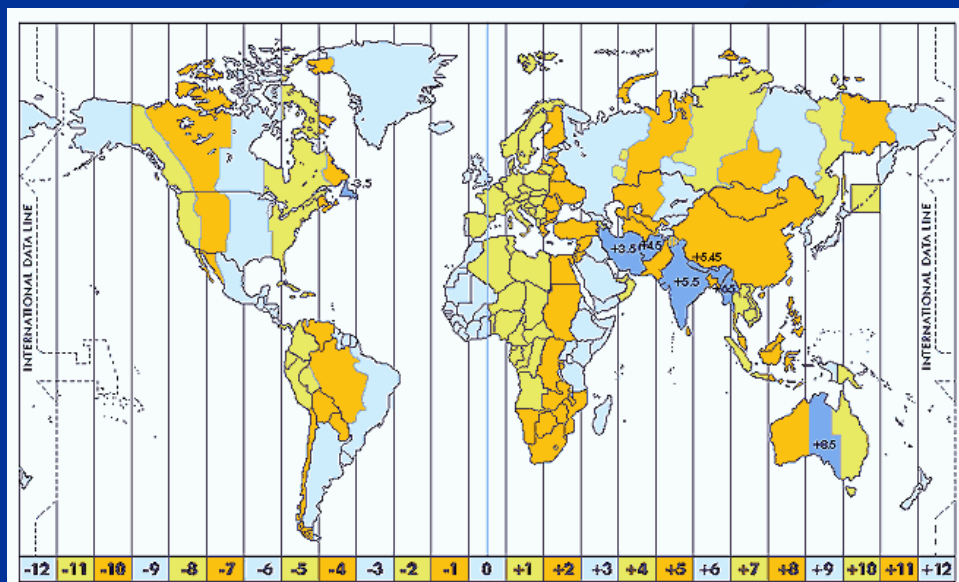 -3.5
+3.5
+4.5
+5.45
+5.5
+6.5
+8.5
INTERNATIONAL DATA LINE
INTERNATIONAL DATA LINE
-12 -11 -10 -9 -8 -7 -6 -5 -4 -3 -2 -1 0 +1 +2 +3 +4 +5 +6 +7 +8 +9 +10 +11 +12